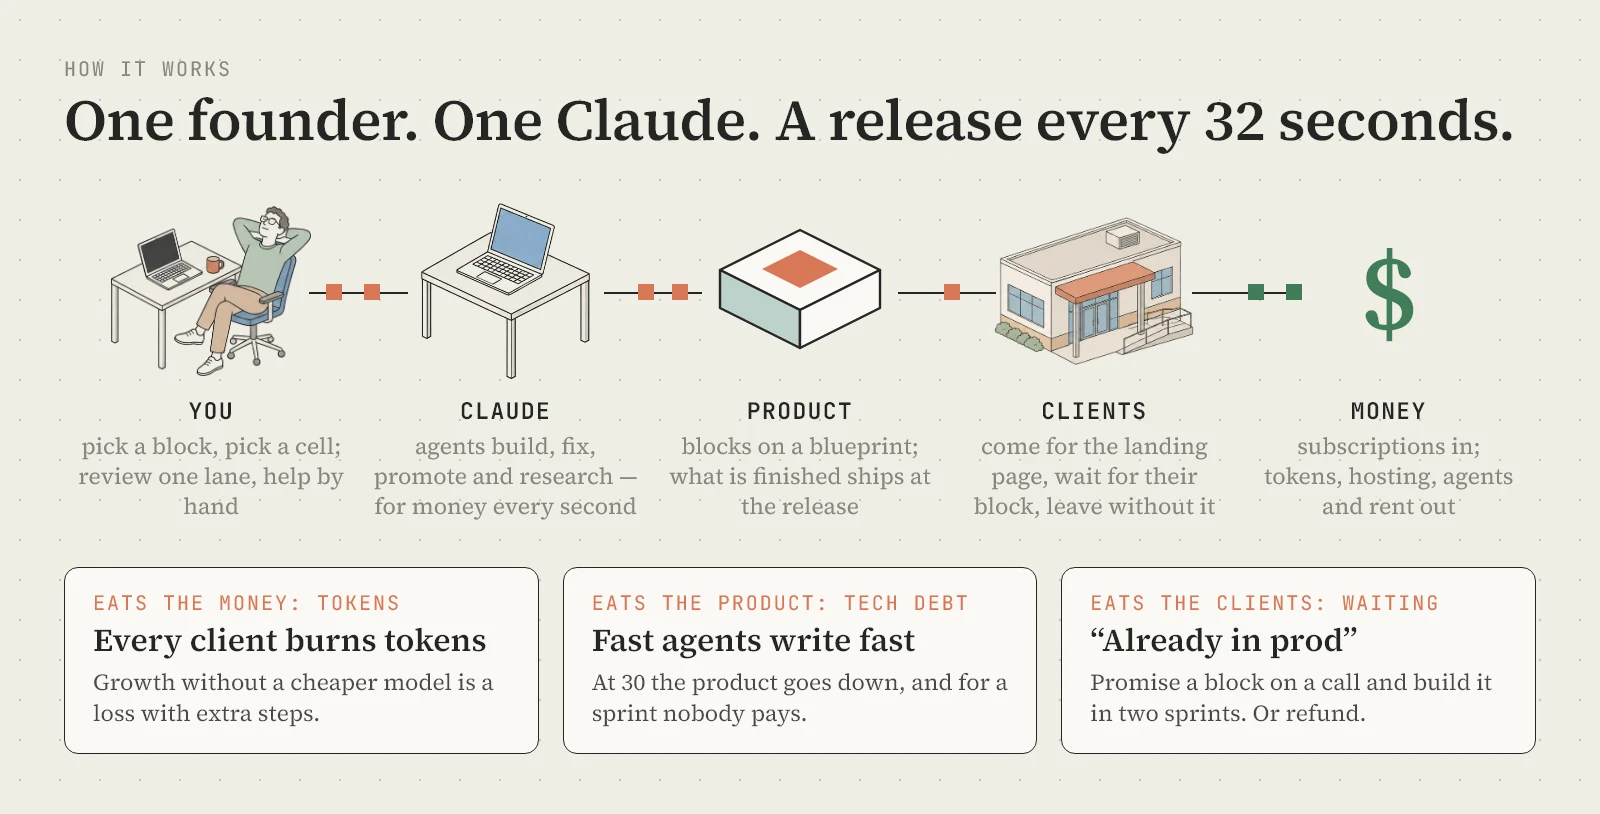 HOW IT WORKS
One founder. One Claude. A release every 32 seconds.
$
YOU
pick a block, pick a cell;
review one lane, help by
hand
CLAUDE
agents build, fix,
promote and research —
for money every second
PRODUCT
blocks on a blueprint;
what is finished ships at
the release
CLIENTS
come for the landing
page, wait for their
block, leave without it
MONEY
subscriptions in;
tokens, hosting, agents
and rent out
EATS THE MONEY: TOKENS
Every client burns tokens
Growth without a cheaper model is a
loss with extra steps.
EATS THE PRODUCT: TECH DEBT
Fast agents write fast
At 30 the product goes down, and for a
sprint nobody pays.
EATS THE CLIENTS: WAITING
“Already in prod”
Promise a block on a call and build it
in two sprints. Or refund.